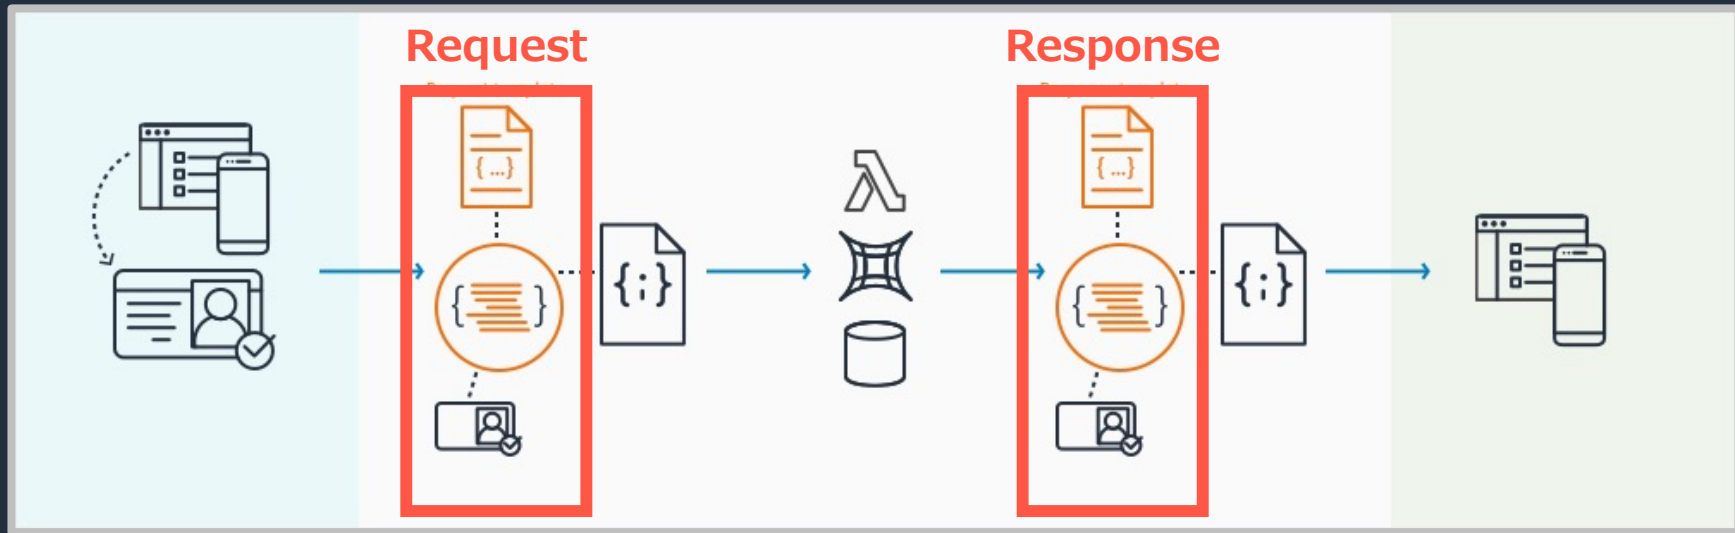 Request
Response
{ ... }
{ ... }
{ }
{ ; }
{ }
{ ; }